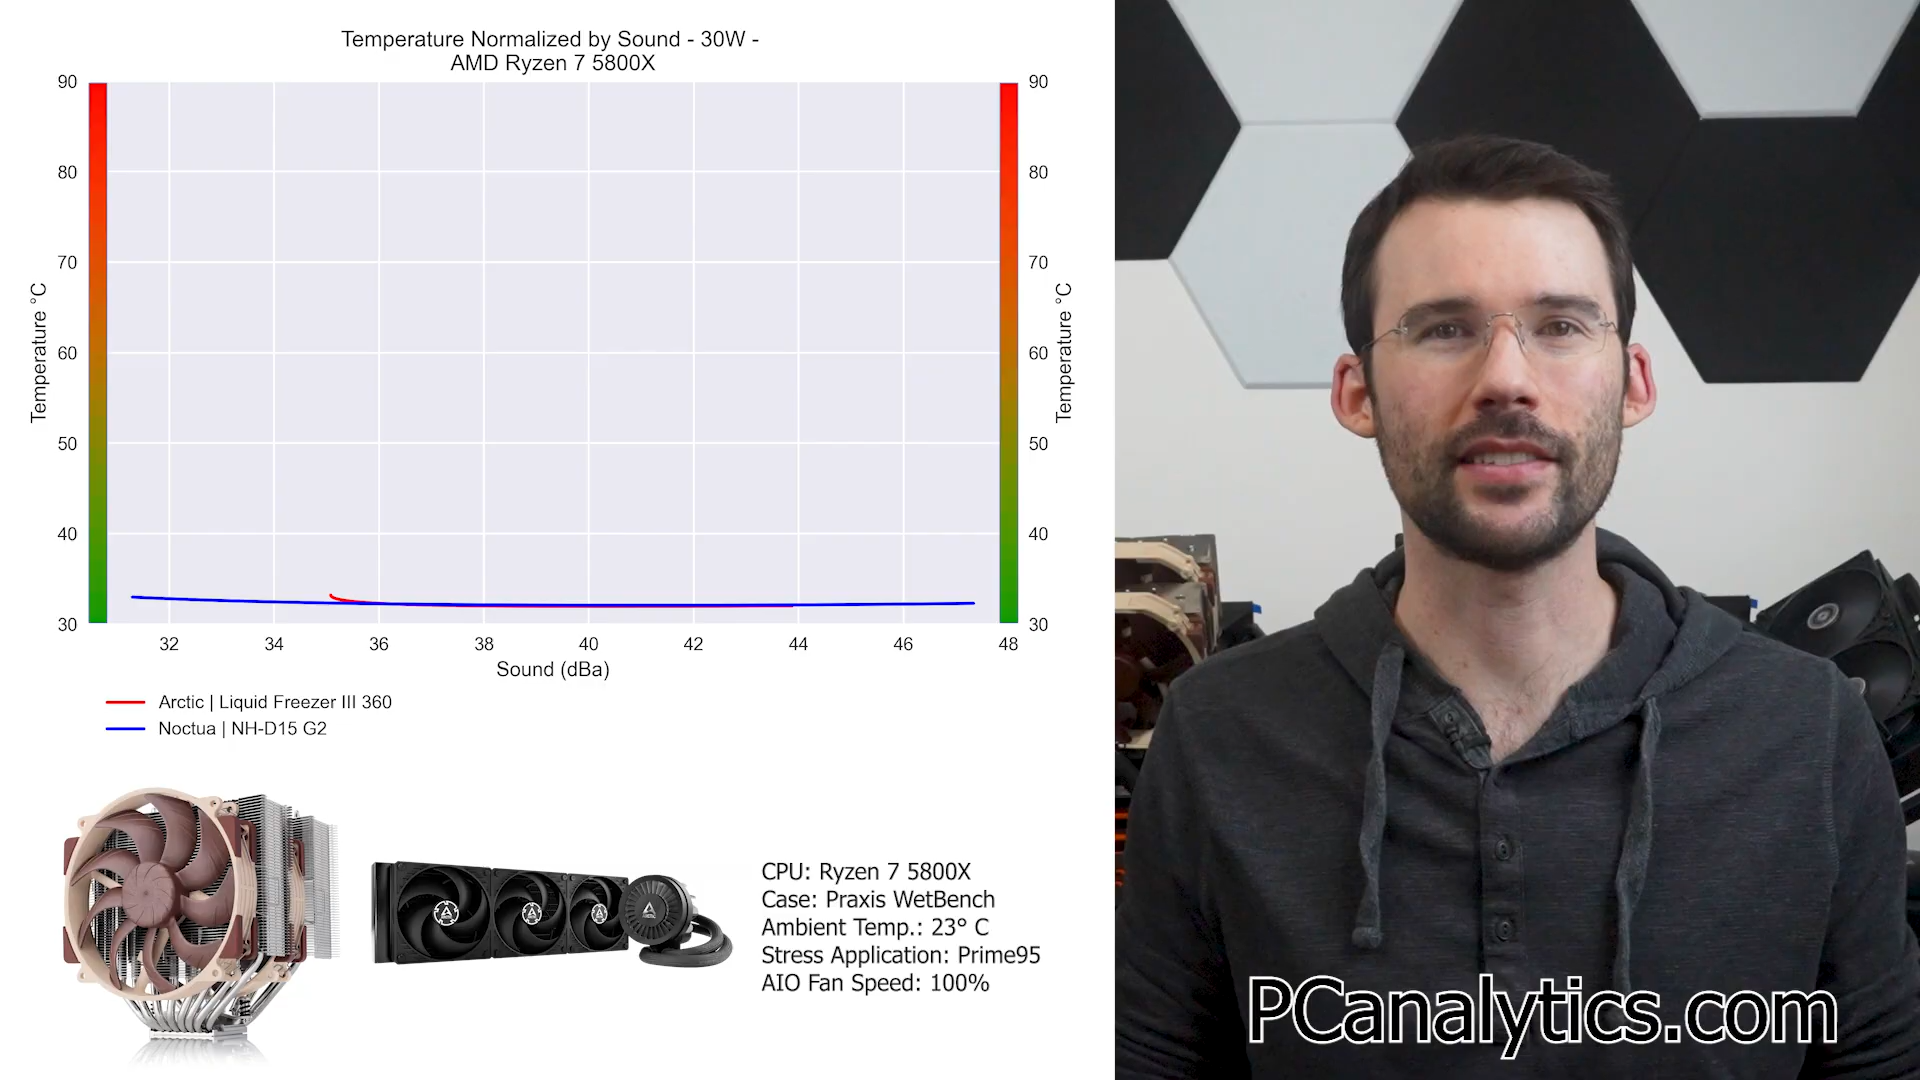 Temperature Normalized by Sound - 30W -
AMD Ryzen 7 5800X
90
80
70
60
50
40
30
Temperature °C
90
80
70
60
50
40
30
Temperature °C
32 34 36 38 40 42 44 46 48
Sound (dBa)
Arctic | Liquid Freezer III 360
Noctua | NH-D15 G2
CPU: Ryzen 7 5800X
Case: Praxis WetBench
Ambient Temp.: 23° C
Stress Application: Prime95
AIO Fan Speed: 100%
PCanalytics.com